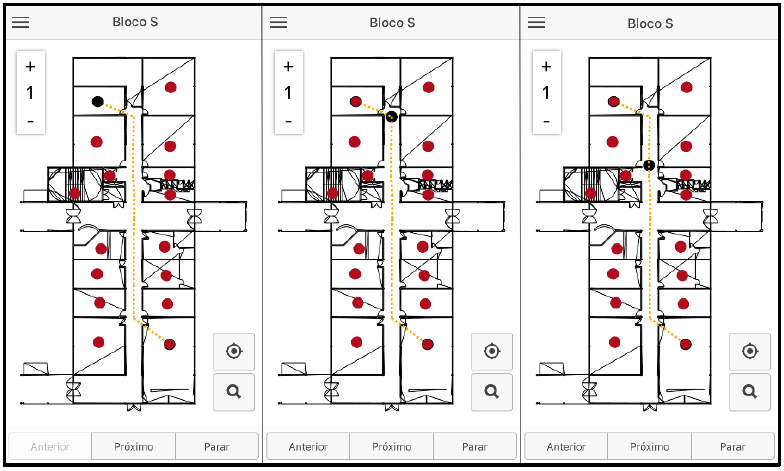 Bloco S
+
1
-
Anterior Próximo Parar
Bloco S
+
1
-
Anterior Próximo Parar
Bloco S
+
1
-
Anterior Próximo Parar